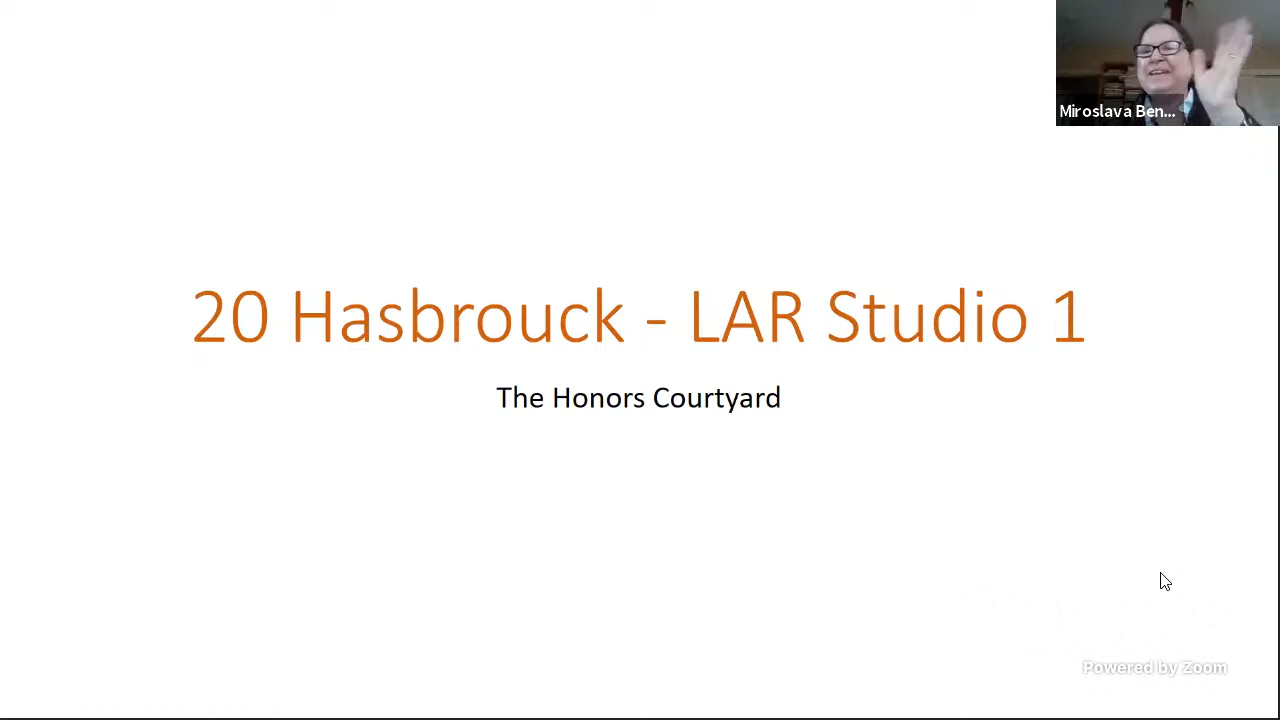 Miroslava Ben...
20 Hasbrouck - LAR Studio 1
The Honors Courtyard
Powered by Zoom